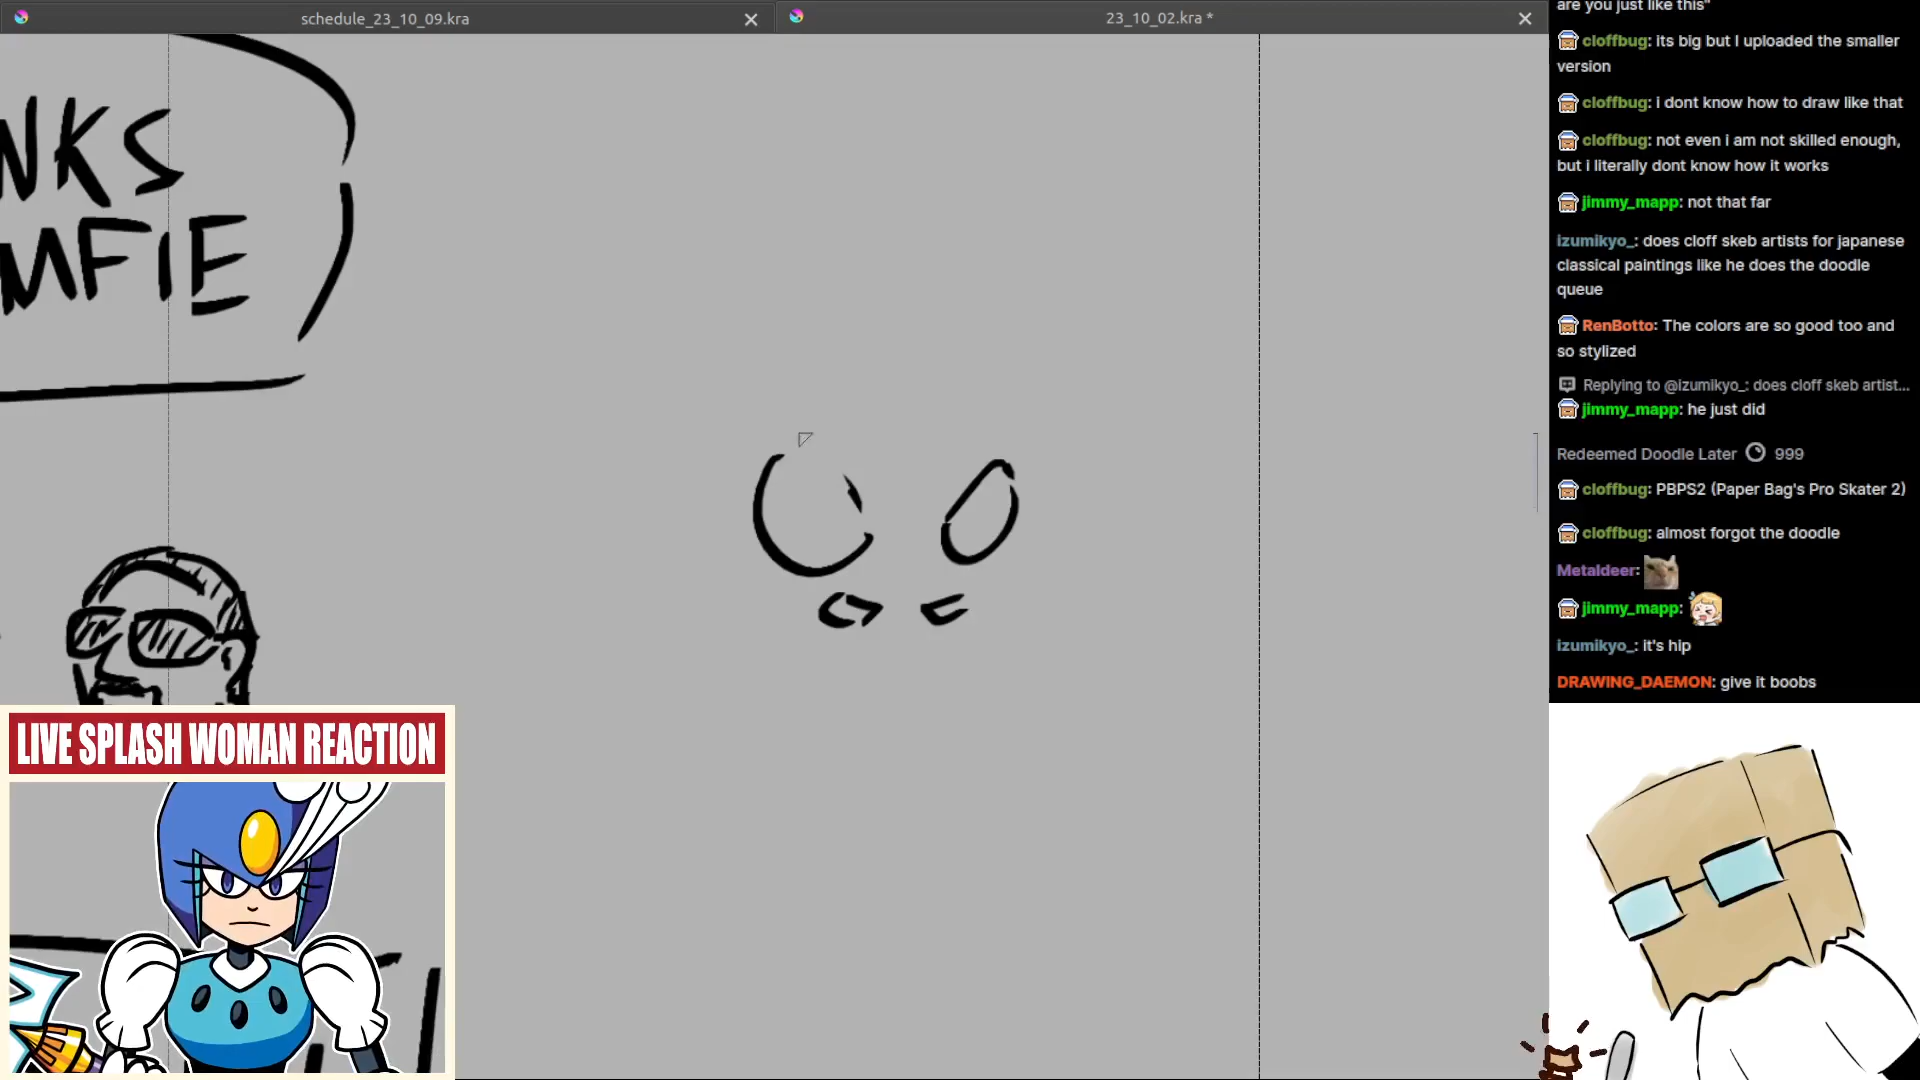 schedule_23_10_09.kra
23_10_02.kra *
NKS
MFIE
LIVE SPLASH WOMAN REACTION
are you just like this"
cloffbug: its big but I uploaded the smaller
version
cloffbug: i dont know how to draw like that
cloffbug: not even i am not skilled enough,
but i literally dont know how it works
jimmy_mapp: not that far
izumikyo_: does cloff skeb artists for japanese
classical paintings like he does the doodle
queue
RenBotto: The colors are so good too and
so stylized
Replying to @izumikyo_: does cloff skeb artist...
jimmy_mapp: he just did
Redeemed Doodle Later 999
cloffbug: PBPS2 (Paper Bag's Pro Skater 2)
cloffbug: almost forgot the doodle
Metaldeer:
jimmy_mapp:
izumikyo_: it's hip
DRAWING_DAEMON: give it boobs